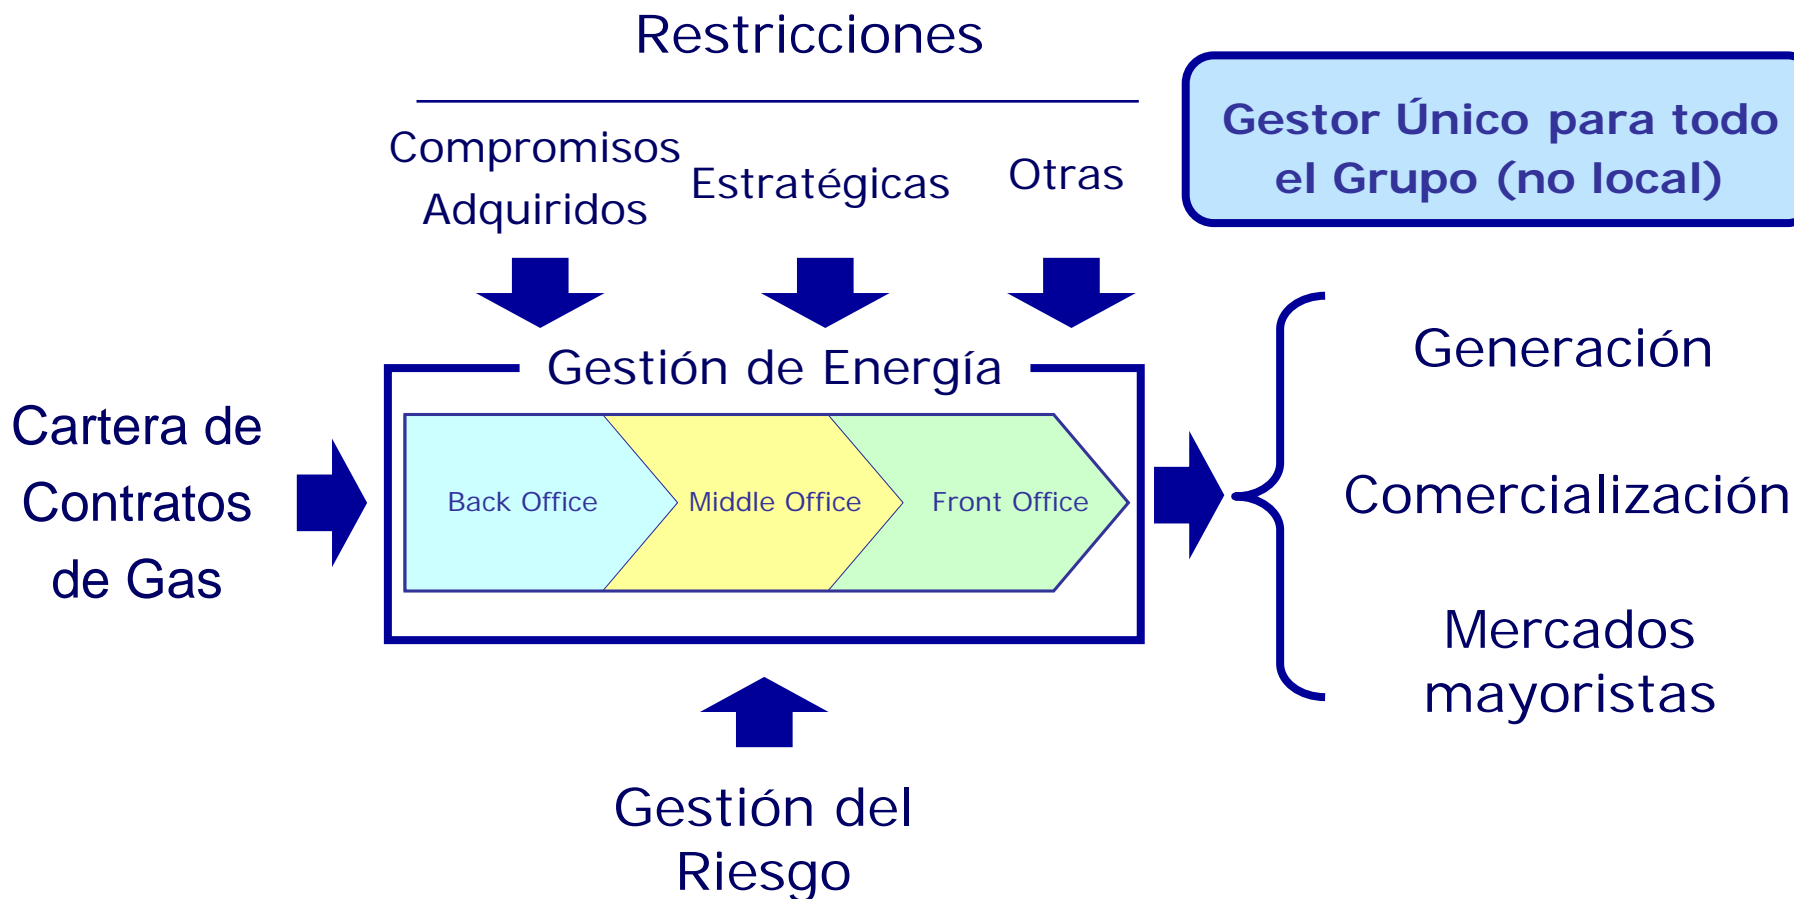 Restricciones
Gestor Único para todo
el Grupo (no local)
Compromisos
Adquiridos
Estratégicas
Otras
Gestión de Energía
Cartera de
Contratos
de Gas
Back Office
Middle Office
Front Office
Generación
Comercialización
Mercados
mayoristas
Gestión del
Riesgo